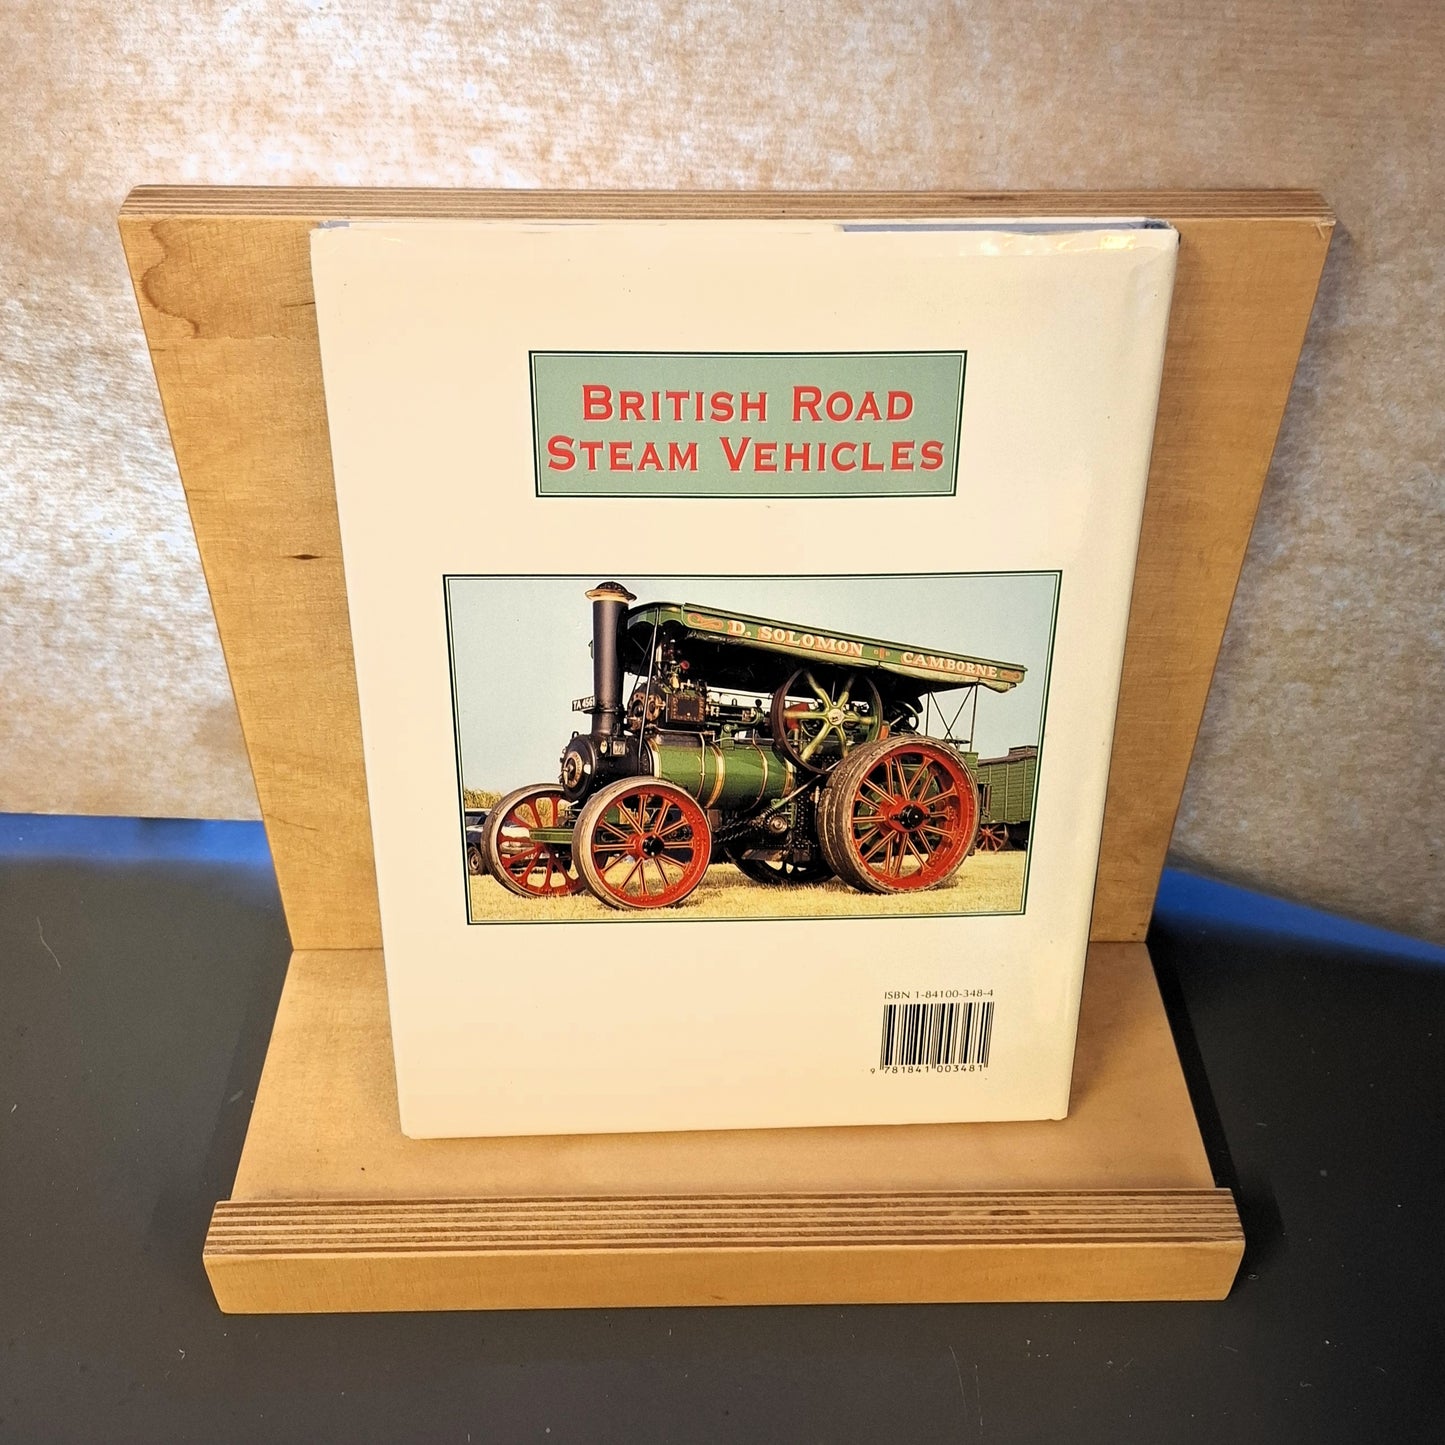 BRITISH ROAD
STEAM VEHICLES
D. SOLOMON CAMBORNE
ISBN 1-84100-348-4
9 781841 003481